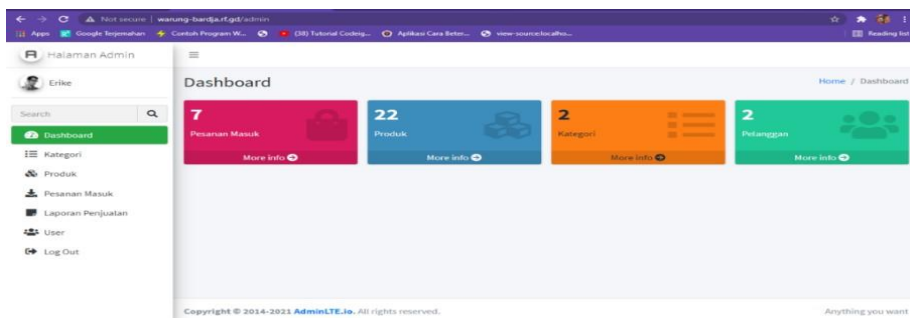 Not secure | warung-bardja.rf.gd/admin
Apps Google Terjemahan Contoh Program W... (38) Tutorial Codeig... Aplikasi Cara Beter... view-source:localho... Reading list
Halaman Admin
Erike
Search
Dashboard
Kategori
Produk
Pesanan Masuk
Laporan Penjualan
User
Log Out
Dashboard
Home / Dashboard
7
Pesanan Masuk
More info
22
Produk
More info
2
Kategori
More info
2
Pelanggan
More info
Copyright © 2014-2021 AdminLTE.io. All rights reserved.
Anything you want